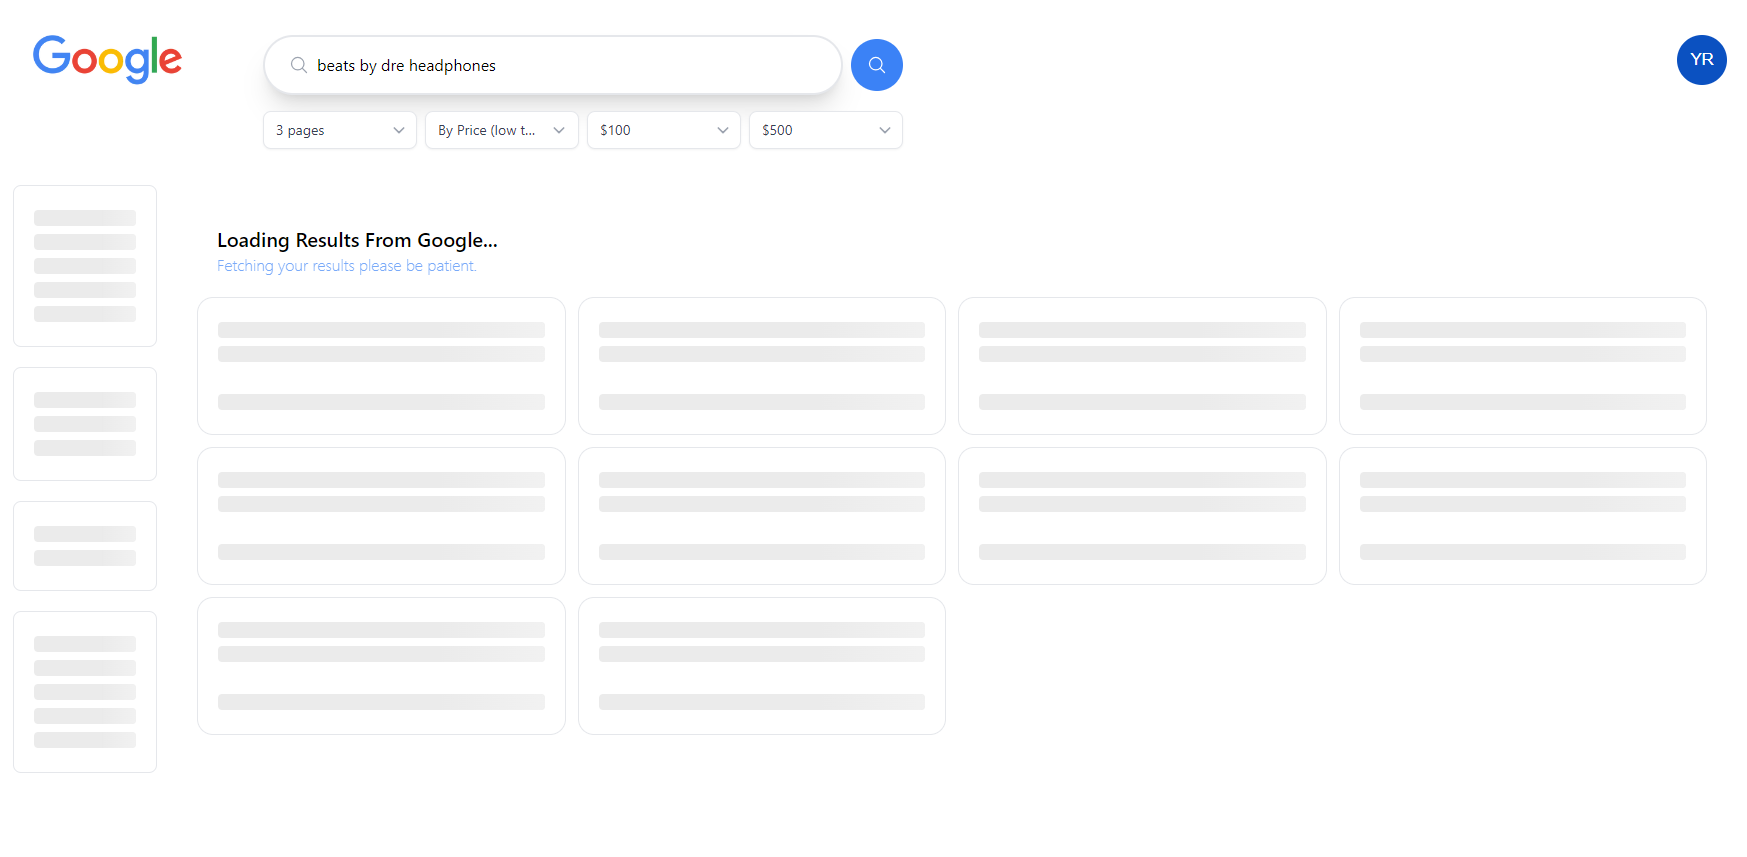 Google
beats by dre headphones
YR
3 pages
By Price (low t...
$100
$500
Loading Results From Google...
Fetching your results please be patient.